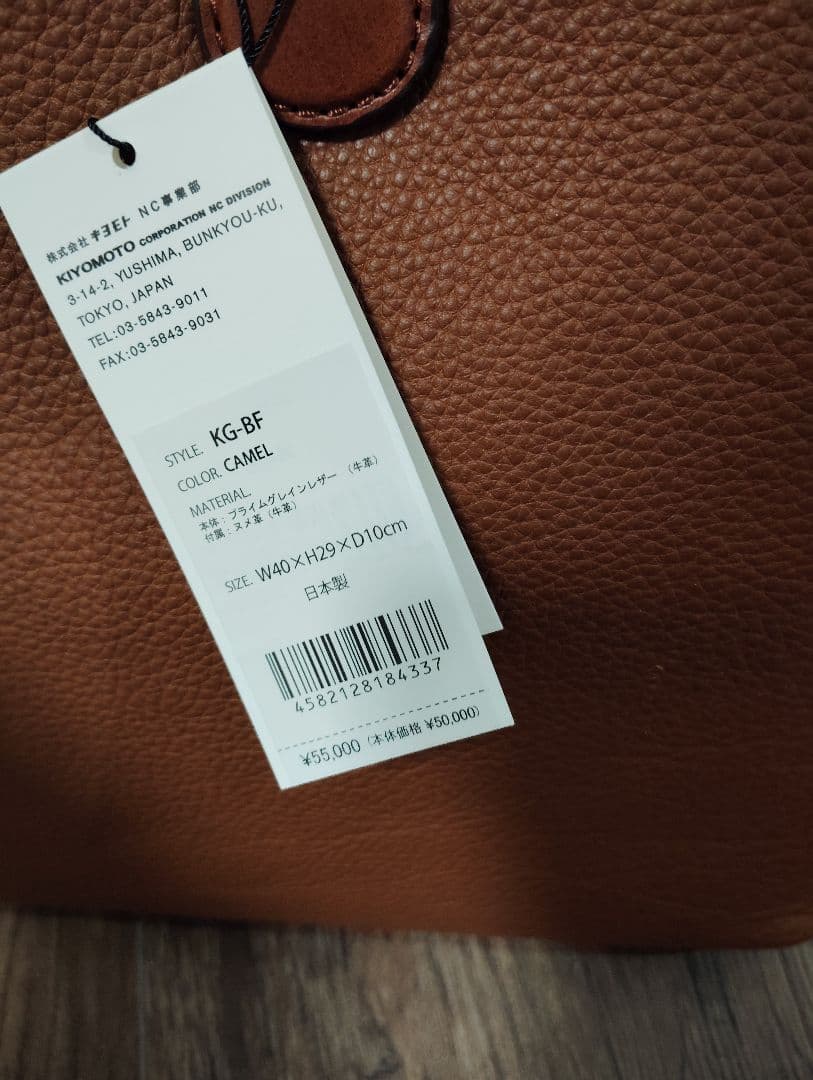 株式会社 キヨモト NC事業部
KIYOMOTO CORPORATION NC DIVISION
3-14-2, YUSHIMA, BUNKYOU-KU,
TOKYO, JAPAN
TEL:03-5843-9011
FAX:03-5843-9031
STYLE. KG-BF
COLOR. CAMEL
MATERIAL.
本体：プライムグレインレザー （牛革）
付属：ヌメ革（牛革）
SIZE. W40×H29×D10cm
日本製
4582128184337
¥55,000（本体価格 ¥50,000）